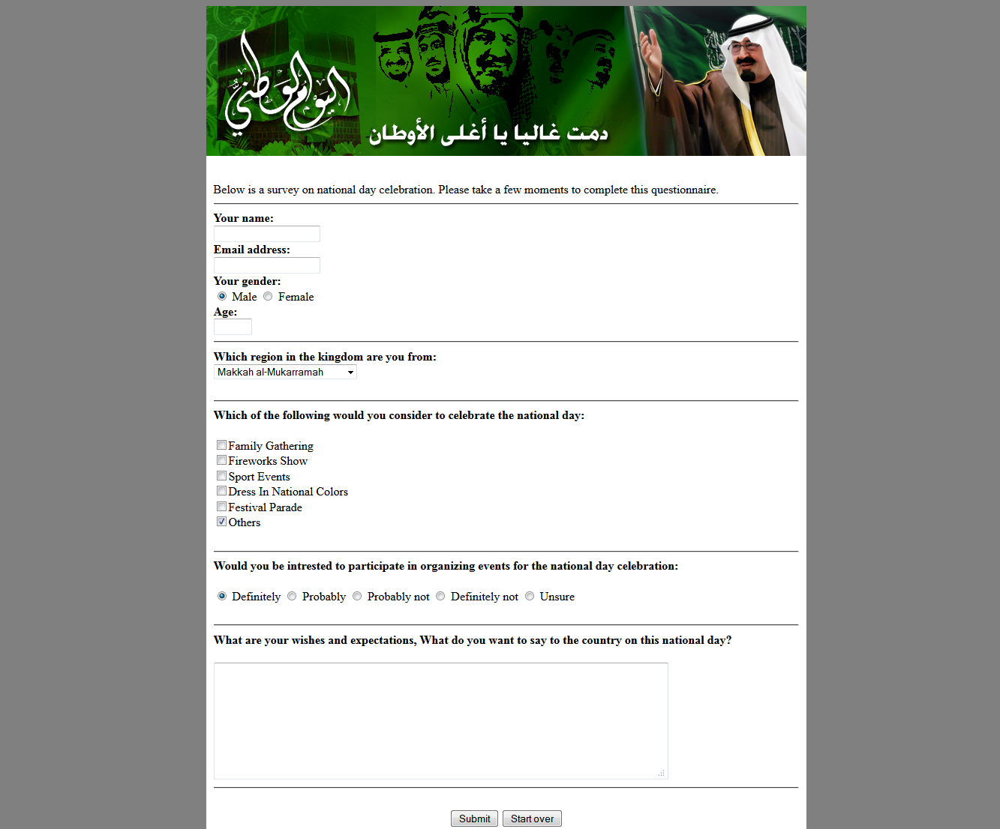 اليوم الوطني
دمت غاليا يا أغلى الأوطان
Below is a survey on national day celebration. Please take a few moments to complete this questionnaire.
Your name:
Email address:
Your gender:
Male Female
Age:
Which region in the kingdom are you from:
Makkah al-Mukarramah
Which of the following would you consider to celebrate the national day:
Family Gathering
Fireworks Show
Sport Events
Dress In National Colors
Festival Parade
Others
Would you be intrested to participate in organizing events for the national day celebration:
Definitely Probably Probably not Definitely not Unsure
What are your wishes and expectations, What do you want to say to the country on this national day?
Submit Start over